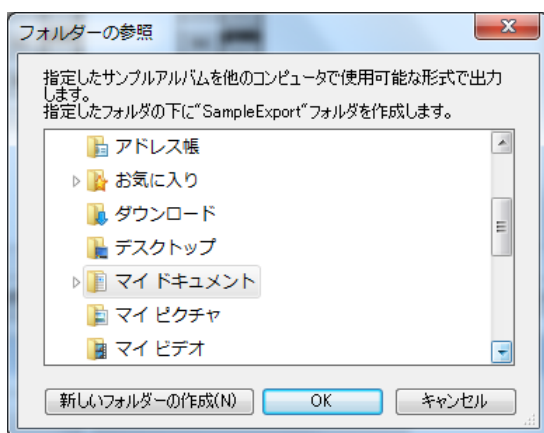 フォルダーの参照
指定したサンプルアルバムを他のコンピュータで使用可能な形式で出力
します。
指定したフォルダの下に"SampleExport"フォルダを作成します。
アドレス帳
お気に入り
ダウンロード
デスクトップ
マイ ドキュメント
マイ ピクチャ
マイ ビデオ
新しいフォルダーの作成(N) OK キャンセル